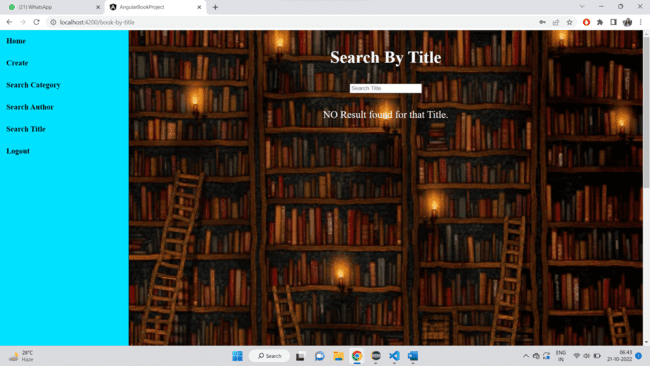 (21) WhatsApp
AngularBookProject
localhost:4200/book-by-title
Home
Create
Search Category
Search Author
Search Title
Logout
Search By Title
Search Title
NO Result found for that Title.
28°C
Haze
Search
ENG
IN
06:43
21-10-2022